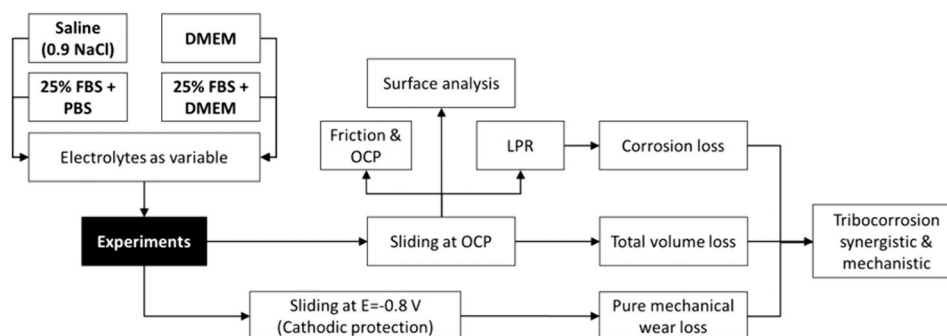 Saline
(0.9 NaCl)
DMEM
25% FBS +
PBS
25% FBS +
DMEM
Electrolytes as variable
Surface analysis
Friction &
OCP
LPR
Corrosion loss
Experiments
Sliding at OCP
Total volume loss
Tribocorrosion
synergistic &
mechanistic
Sliding at E=-0.8 V
(Cathodic protection)
Pure mechanical
wear loss